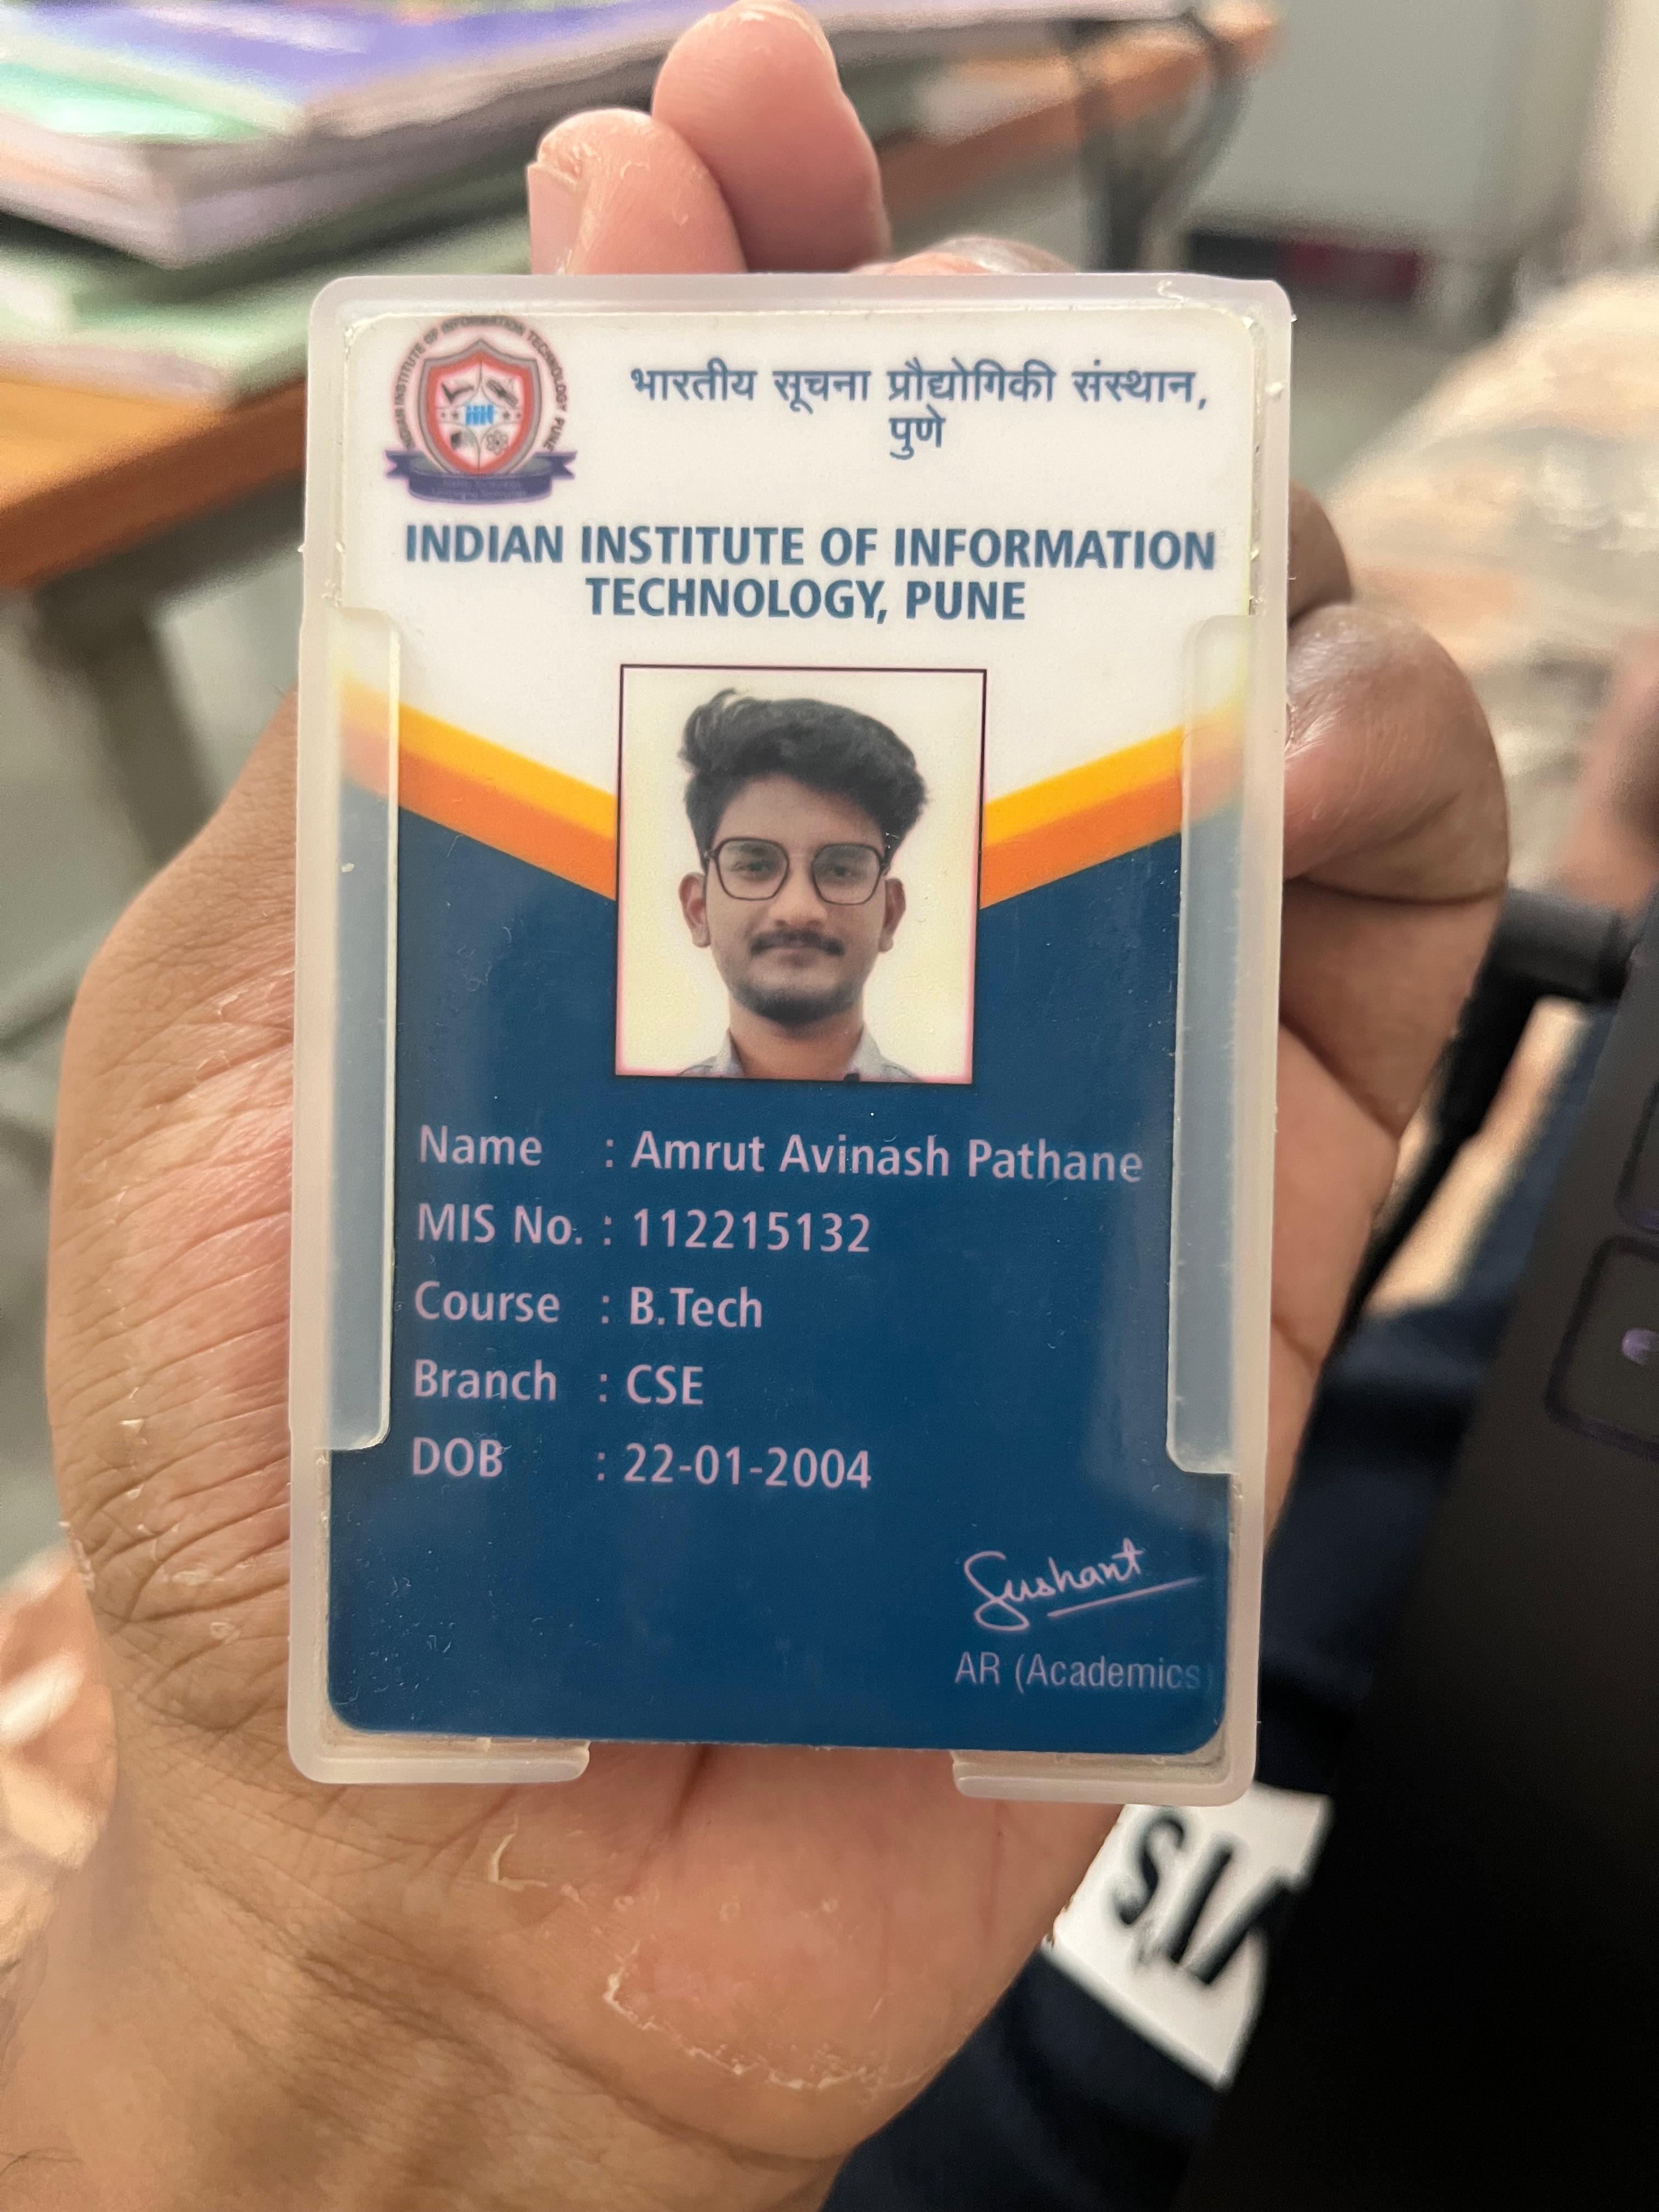 INDIAN INSTITUTE OF INFORMATION TECHNOLOGY PUNE
iiit
भारतीय सूचना प्रौद्योगिकी संस्थान,
पुणे
INDIAN INSTITUTE OF INFORMATION
TECHNOLOGY, PUNE
Name : Amrut Avinash Pathane
MIS No. : 112215132
Course : B.Tech
Branch : CSE
DOB : 22-01-2004
Sushant
AR (Academics)